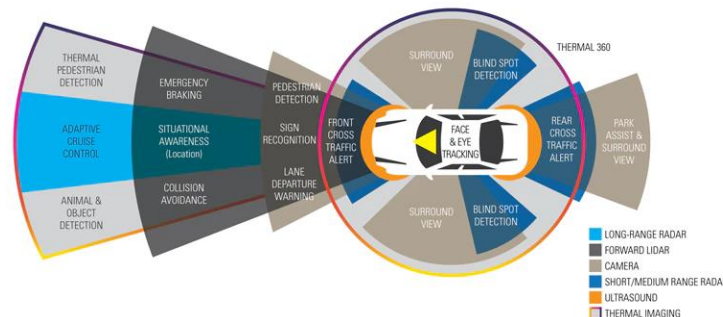 THERMAL
PEDESTRIAN
DETECTION
ADAPTIVE
CRUISE
CONTROL
ANIMAL &
OBJECT
DETECTION
EMERGENCY
BRAKING
SITUATIONAL
AWARENESS
(Location)
COLLISION
AVOIDANCE
PEDESTRIAN
DETECTION
SIGN
RECOGNITION
LANE
DEPARTURE
WARNING
FRONT
CROSS
TRAFFIC
ALERT
SURROUND
VIEW
BLIND SPOT
DETECTION
FACE
& EYE
TRACKING
SURROUND
VIEW
BLIND SPOT
DETECTION
REAR
CROSS
TRAFFIC
ALERT
THERMAL 360
PARK
ASSIST &
SURROUND
VIEW
LONG-RANGE RADAR
FORWARD LIDAR
CAMERA
SHORT/MEDIUM RANGE RADA
ULTRASOUND
THERMAL IMAGING